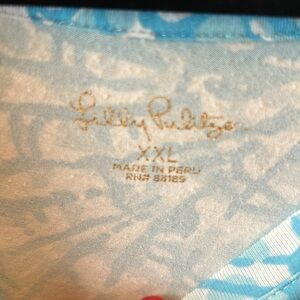 Lilly Pulitzer
XXL
MADE IN PERU
RN# 88189